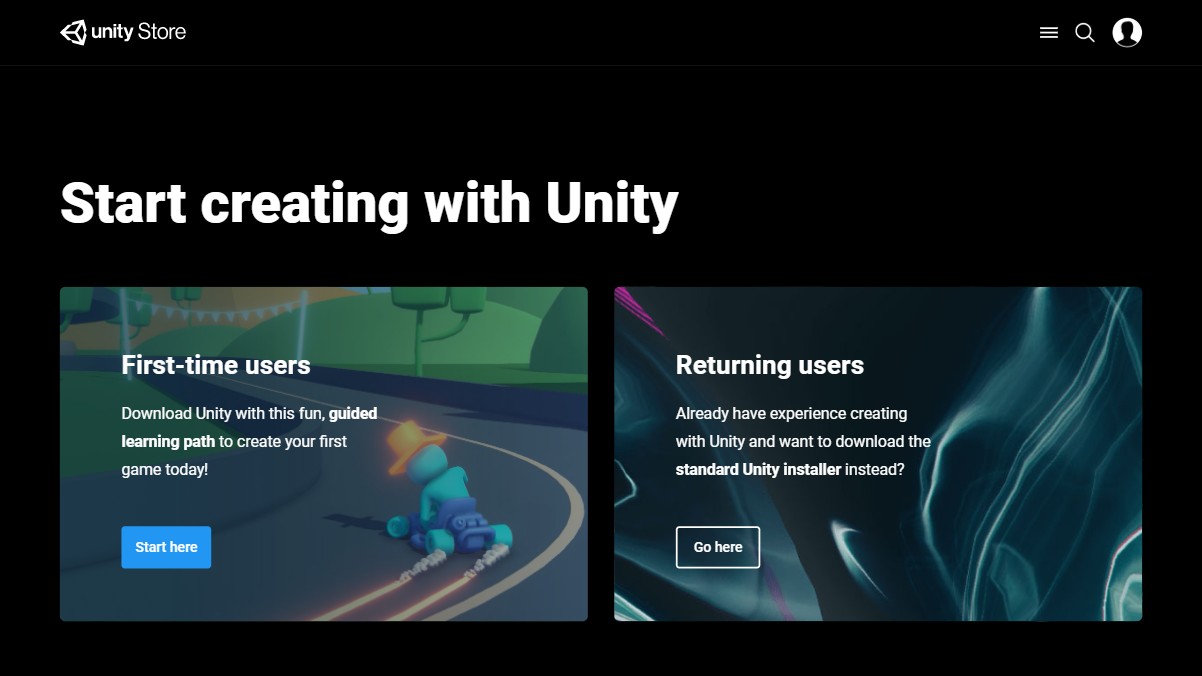 unity Store
Start creating with Unity
First-time users
Download Unity with this fun, guided
learning path to create your first
game today!
Start here
Returning users
Already have experience creating
with Unity and want to download the
standard Unity installer instead?
Go here